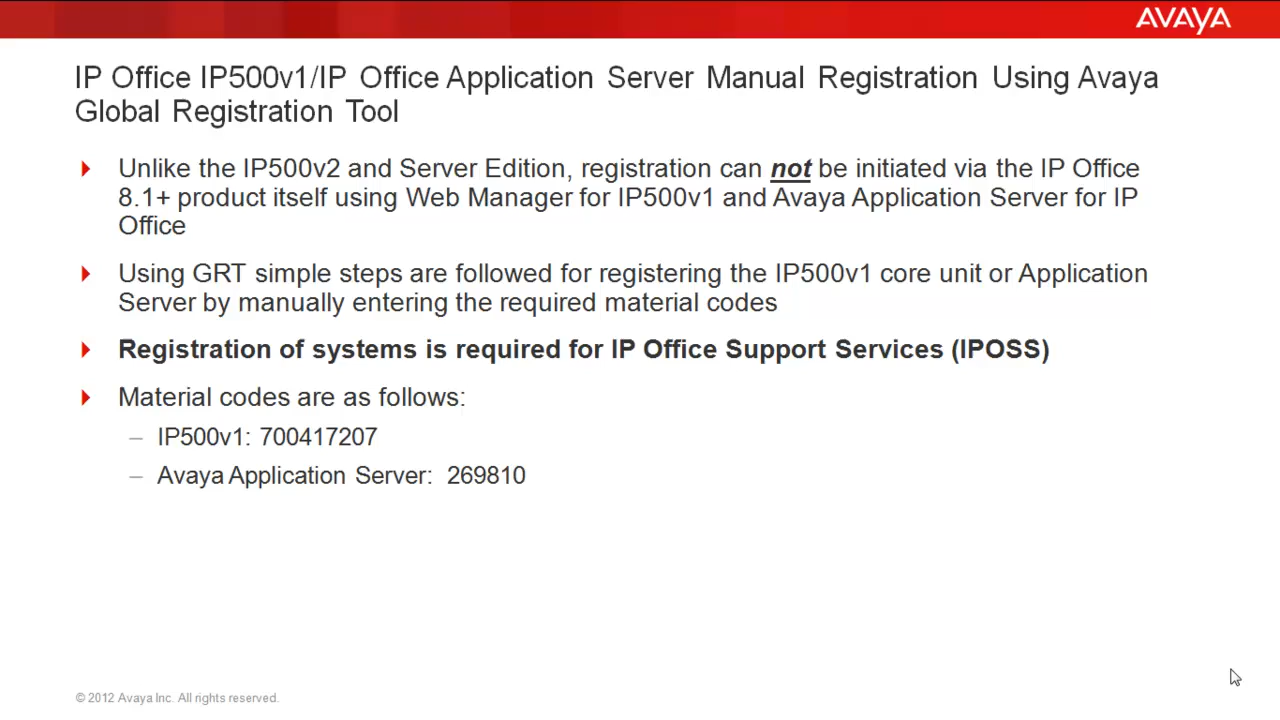 AVAYA
IP Office IP500v1/IP Office Application Server Manual Registration Using Avaya
Global Registration Tool
Unlike the IP500v2 and Server Edition, registration can not be initiated via the IP Office
8.1+ product itself using Web Manager for IP500v1 and Avaya Application Server for IP
Office
Using GRT simple steps are followed for registering the IP500v1 core unit or Application
Server by manually entering the required material codes
Registration of systems is required for IP Office Support Services (IPOSS)
Material codes are as follows:
– IP500v1: 700417207
– Avaya Application Server: 269810
© 2012 Avaya Inc. All rights reserved.